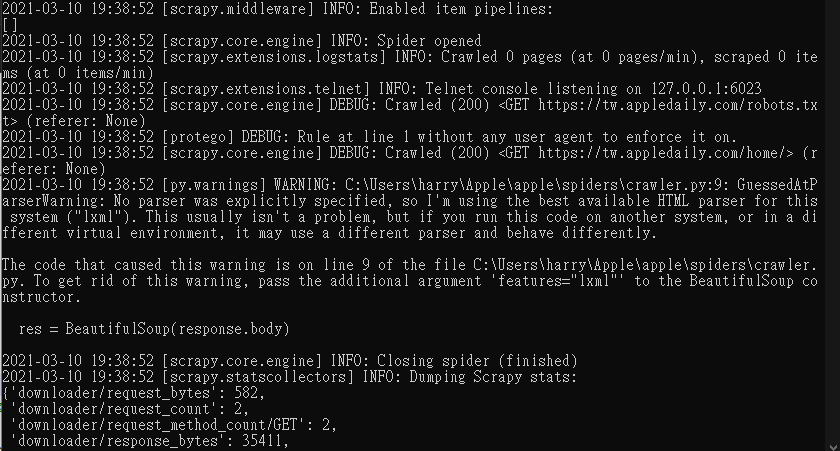 2021-03-10 19:38:52 [scrapy.middleware] INFO: Enabled item pipelines:
[]
2021-03-10 19:38:52 [scrapy.core.engine] INFO: Spider opened
2021-03-10 19:38:52 [scrapy.extensions.logstats] INFO: Crawled 0 pages (at 0 pages/min), scraped 0 ite
ms (at 0 items/min)
2021-03-10 19:38:52 [scrapy.extensions.telnet] INFO: Telnet console listening on 127.0.0.1:6023
2021-03-10 19:38:52 [scrapy.core.engine] DEBUG: Crawled (200) <GET https://tw.appledaily.com/robots.tx
t> (referer: None)
2021-03-10 19:38:52 [protego] DEBUG: Rule at line 1 without any user agent to enforce it on.
2021-03-10 19:38:52 [scrapy.core.engine] DEBUG: Crawled (200) <GET https://tw.appledaily.com/home/> (r
eferer: None)
2021-03-10 19:38:52 [py.warnings] WARNING: C:\Users\harry\Apple\apple\spiders\crawler.py:9: GuessedAtP
arserWarning: No parser was explicitly specified, so I'm using the best available HTML parser for this
 system ("lxml"). This usually isn't a problem, but if you run this code on another system, or in a di
fferent virtual environment, it may use a different parser and behave differently.

The code that caused this warning is on line 9 of the file C:\Users\harry\Apple\apple\spiders\crawler.
py. To get rid of this warning, pass the additional argument 'features="lxml"' to the BeautifulSoup co
nstructor.

  res = BeautifulSoup(response.body)

2021-03-10 19:38:52 [scrapy.core.engine] INFO: Closing spider (finished)
2021-03-10 19:38:52 [scrapy.statscollectors] INFO: Dumping Scrapy stats:
{'downloader/request_bytes': 582,
 'downloader/request_count': 2,
 'downloader/request_method_count/GET': 2,
 'downloader/response_bytes': 35411,